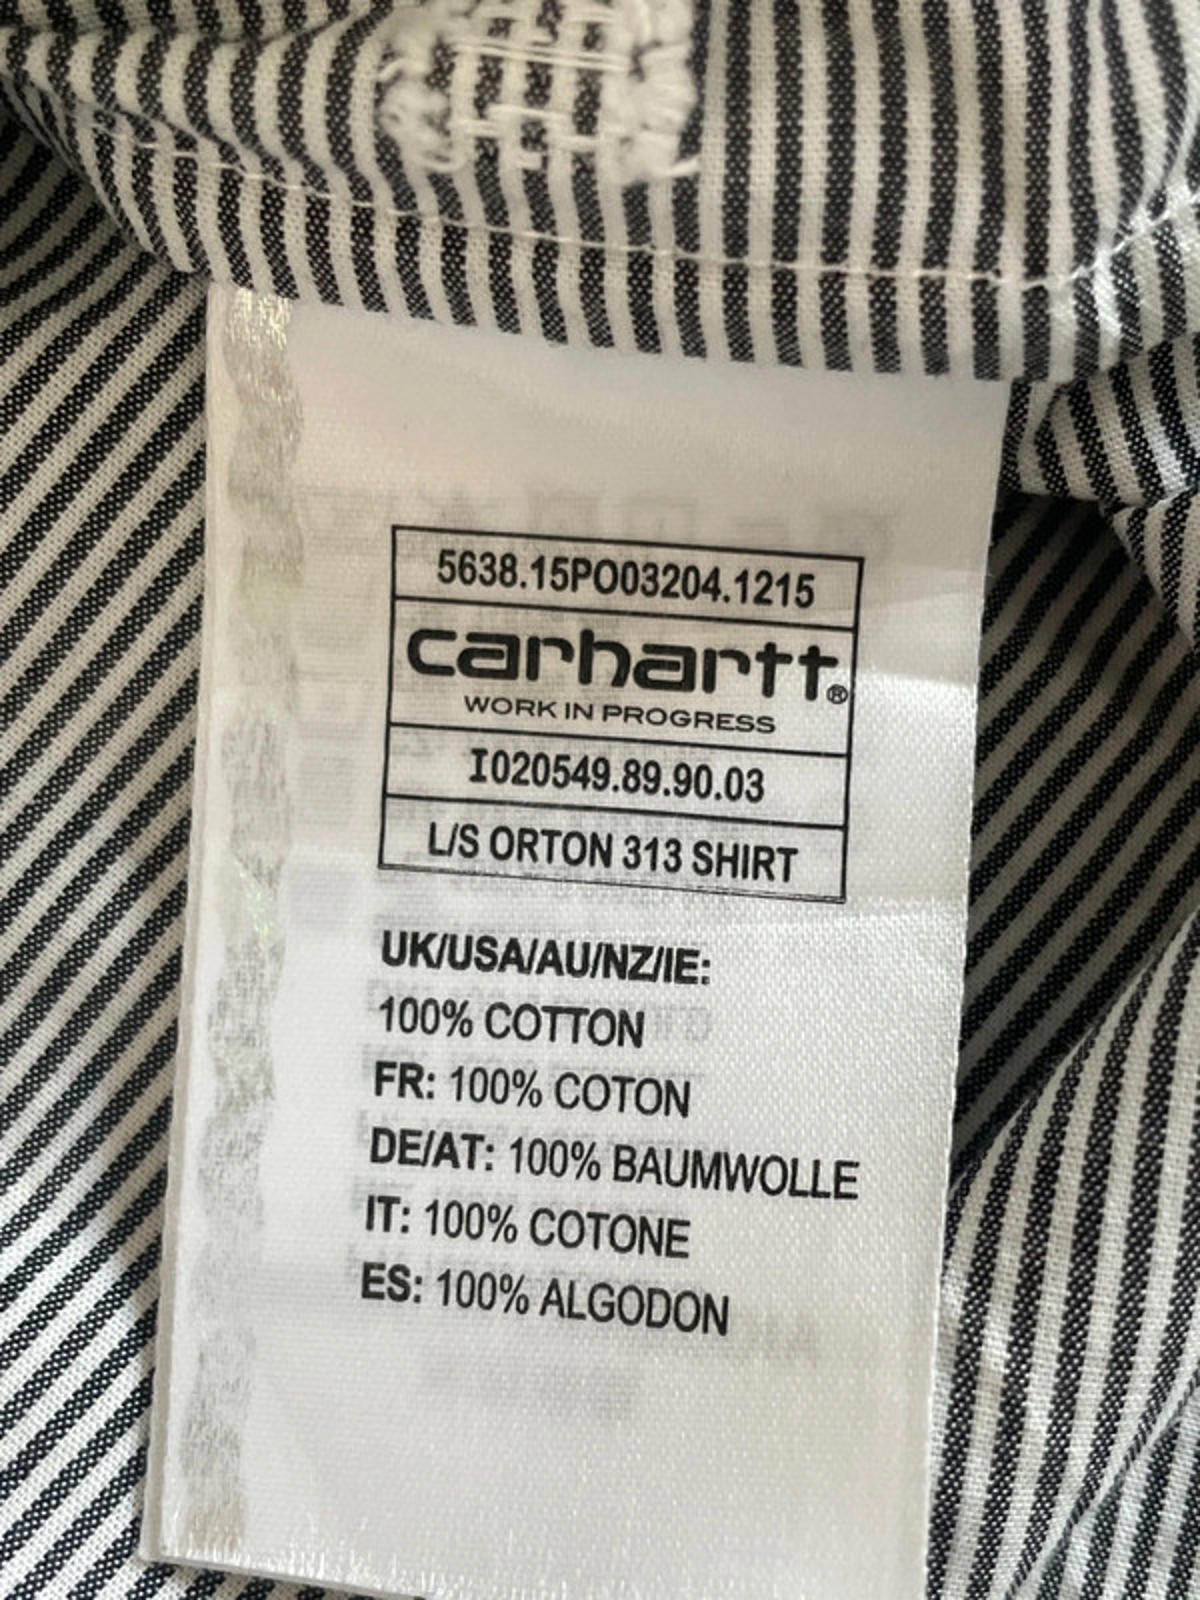 5638.15PO03204.1215
carhartt®
WORK IN PROGRESS
I020549.89.90.03
L/S ORTON 313 SHIRT
UK/USA/AU/NZ/IE:
100% COTTON
FR: 100% COTON
DE/AT: 100% BAUMWOLLE
IT: 100% COTONE
ES: 100% ALGODON